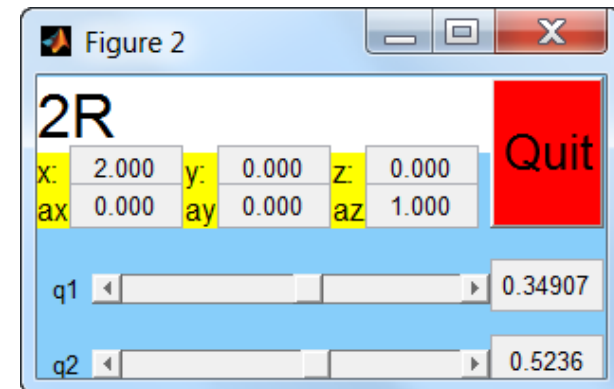 Figure 2
2R
Quit
x: 2.000 y: 0.000 z: 0.000
ax 0.000 ay 0.000 az 1.000
q1 0.34907
q2 0.5236